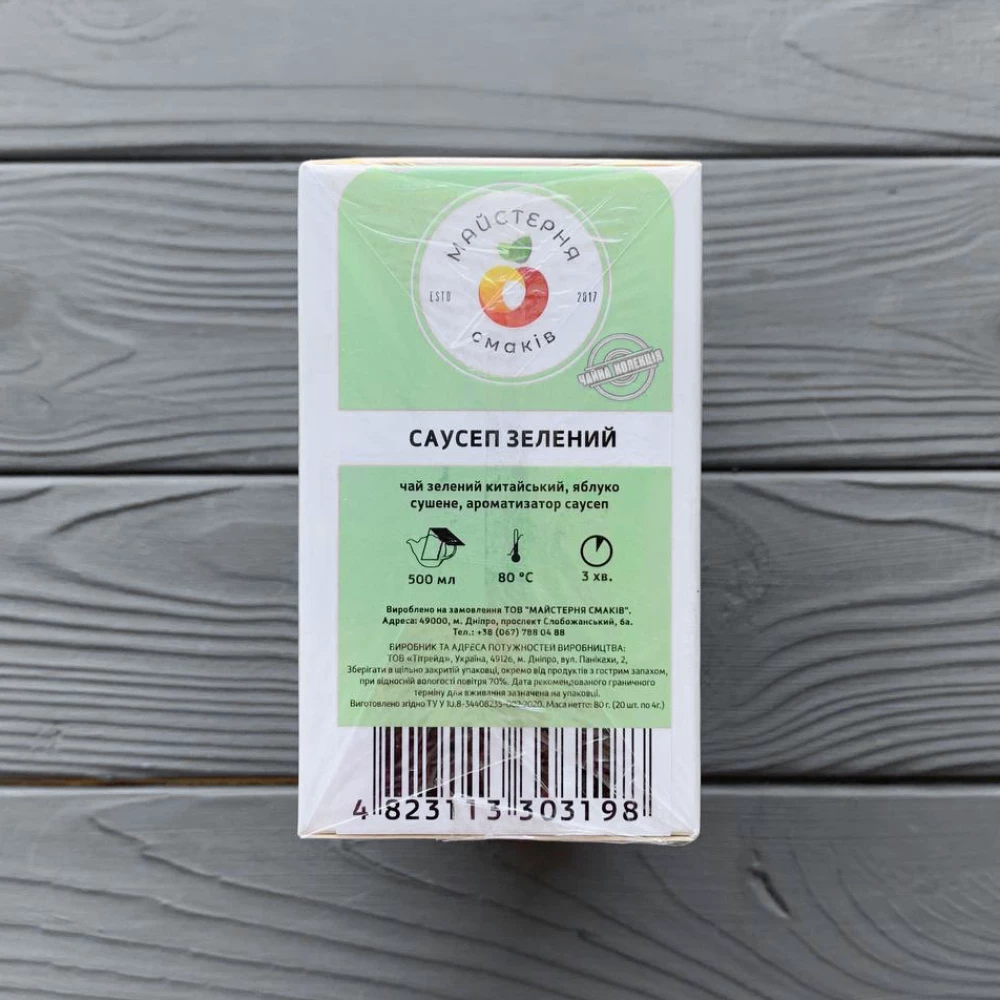 МАЙСТЕРНЯ
ESTD 2017
смаків
ЧАЙНА КОЛЕКЦІЯ
САУСЕП ЗЕЛЕНИЙ
чай зелений китайський, яблуко
сушене, ароматизатор саусеп
500 мл 80 °C 3 хв.
Вироблено на замовлення ТОВ "МАЙСТЕРНЯ СМАКІВ".
Адреса: 49000, м. Дніпро, проспект Слобожанський, 6а.
Тел.: +38 (067) 788 04 88
ВИРОБНИК ТА АДРЕСА ПОТУЖНОСТЕЙ ВИРОБНИЦТВА:
ТОВ «Тітрейд», Україна, 49126, м. Дніпро, вул. Панікахи, 2,
Зберігати в щільно закритій упаковці, окремо від продуктів з гострим запахом,
при відносній вологості повітря 70%. Дата рекомендованого граничного
терміну для вживання зазначена на упаковці.
Виготовлено згідно ТУ У Маса нетто: 80 г. (20 шт. по 4г.)
4 823113 303198